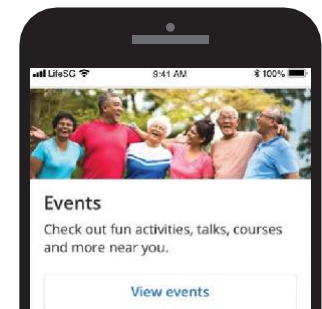 LifeSG 9:41 AM 100%
Events
Check out fun activities, talks, courses
and more near you.
View events